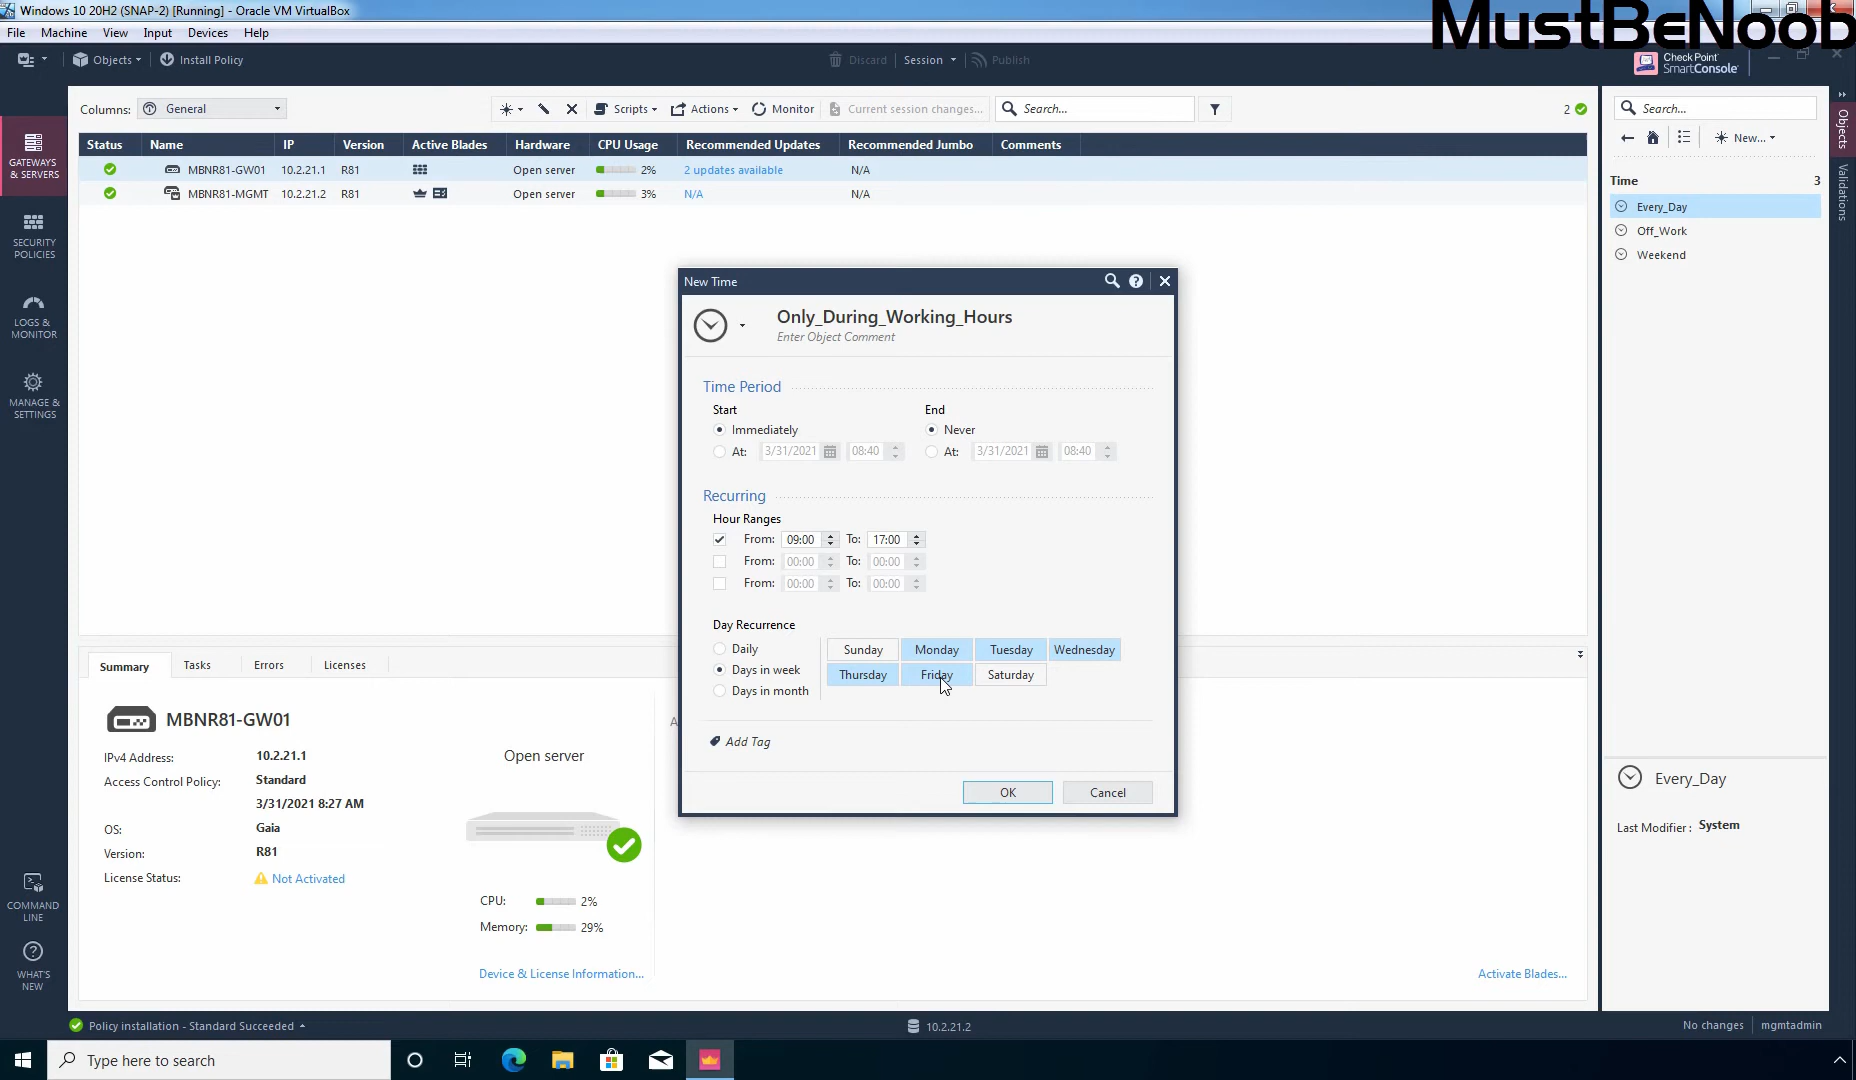 Windows 10 20H2 (SNAP-2) [Running] - Oracle VM VirtualBox
MustBeNoob
File Machine View Input Devices Help
Objects Install Policy Discard Session Publish Check Point SmartConsole
Columns: General Scripts Actions Monitor Current session changes... Search... 2
Status Name IP Version Active Blades Hardware CPU Usage Recommended Updates Recommended Jumbo Comments
MBNR81-GW01 10.2.21.1 R81 Open server 2% 2 updates available N/A
MBNR81-MGMT 10.2.21.2 R81 Open server 3% N/A N/A
GATEWAYS
& SERVERS
SECURITY
POLICIES
LOGS &
MONITOR
MANAGE &
SETTINGS
COMMAND
LINE
WHAT'S
NEW
New Time
Only_During_Working_Hours
Enter Object Comment
Time Period
Start End
Immediately Never
At: 3/31/2021 08:40 At: 3/31/2021 08:40
Recurring
Hour Ranges
From: 09:00 To: 17:00
From: 00:00 To: 00:00
From: 00:00 To: 00:00
Day Recurrence
Daily
Days in week
Days in month
Sunday Monday Tuesday Wednesday
Thursday Friday Saturday
Add Tag
OK Cancel
Summary Tasks Errors Licenses
MBNR81-GW01
IPv4 Address: 10.2.21.1
Access Control Policy: Standard
3/31/2021 8:27 AM
OS: Gaia
Version: R81
License Status: Not Activated
Open server
CPU: 2%
Memory: 29%
Device & License Information...
A
Activate Blades...
Search...
New...
Time 3
Every_Day
Off_Work
Weekend
Every_Day
Last Modifier : System
Objects
Validations
Policy installation - Standard Succeeded 10.2.21.2 No changes mgmtadmin
Type here to search